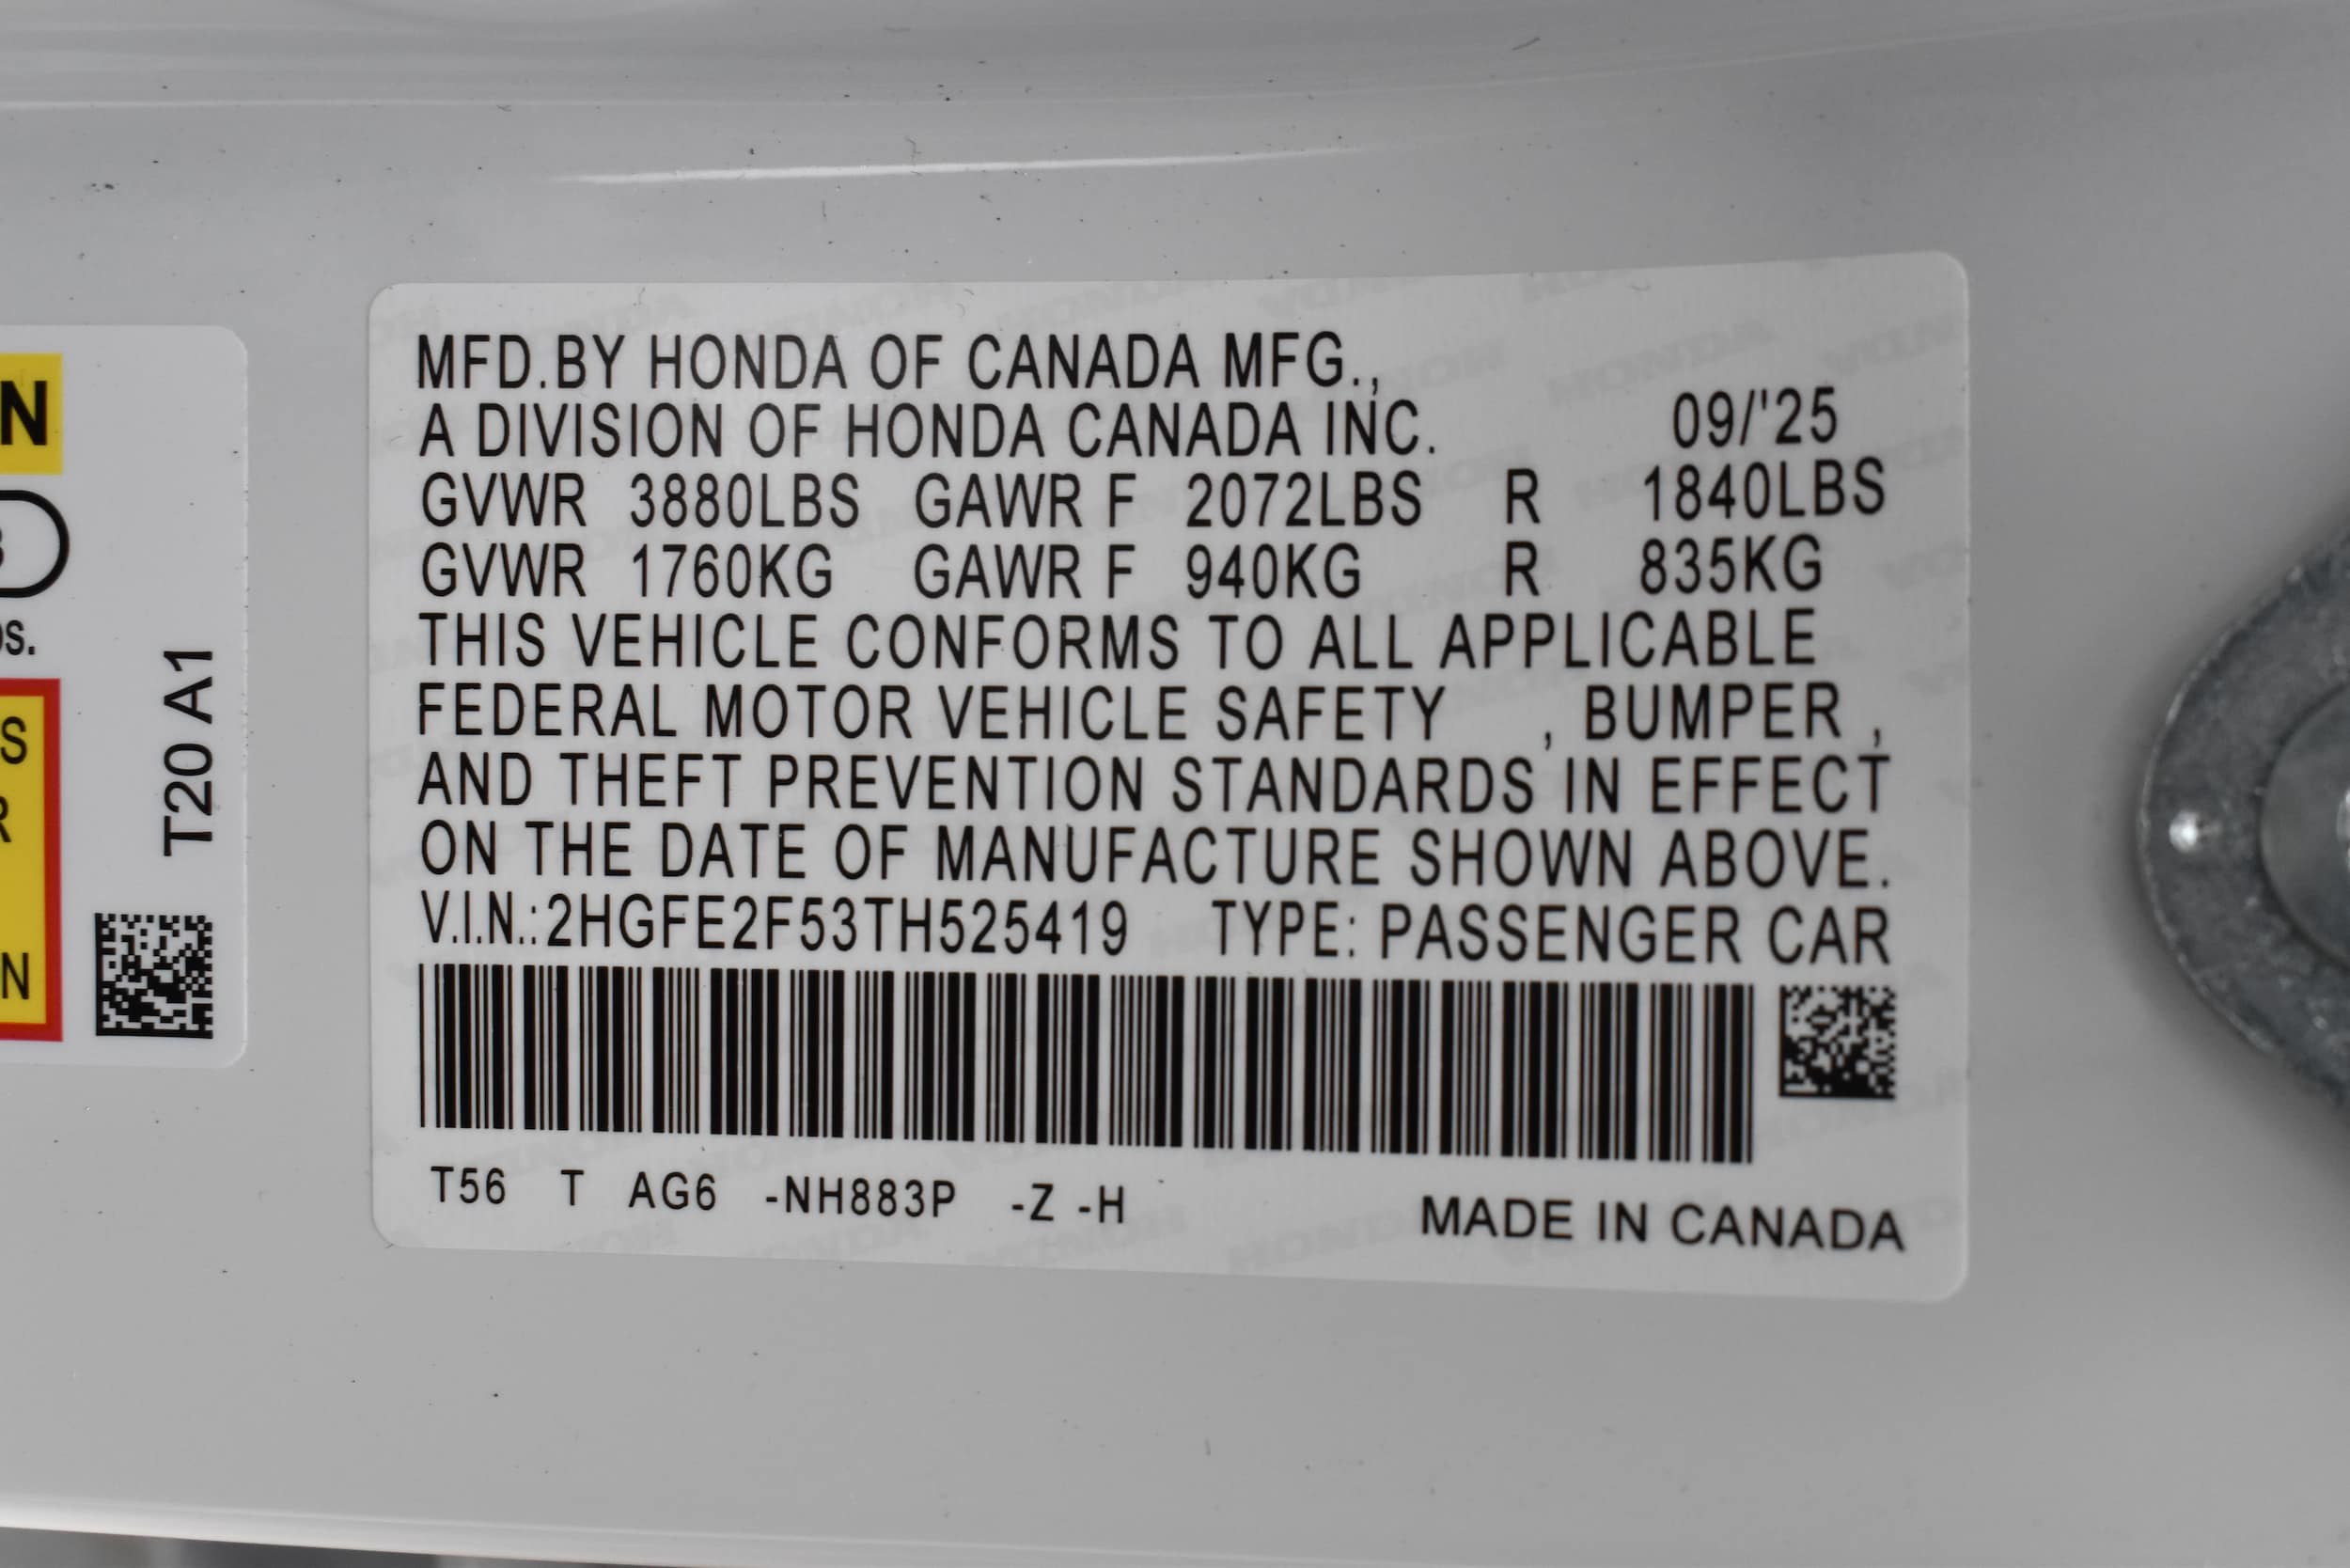 MFD.BY HONDA OF CANADA MFG.,
A DIVISION OF HONDA CANADA INC. 09/'25
GVWR 3880LBS GAWR F 2072LBS R 1840LBS
GVWR 1760KG GAWR F 940KG R 835KG
THIS VEHICLE CONFORMS TO ALL APPLICABLE
FEDERAL MOTOR VEHICLE SAFETY , BUMPER ,
AND THEFT PREVENTION STANDARDS IN EFFECT
ON THE DATE OF MANUFACTURE SHOWN ABOVE.
V.I.N.:2HGFE2F53TH525419 TYPE: PASSENGER CAR
T56 T AG6 -NH883P -Z -H
MADE IN CANADA
T20 A1